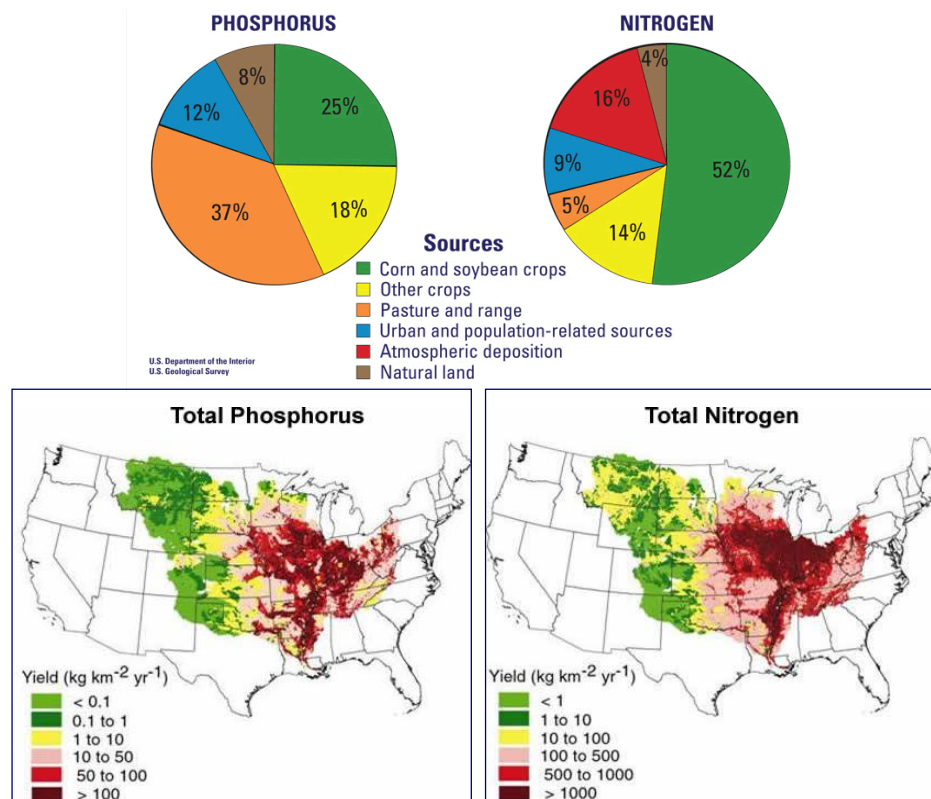 PHOSPHORUS
8%
25%
12%
37%
18%
NITROGEN
4%
16%
52%
9%
5%
14%
Sources
Corn and soybean crops
Other crops
Pasture and range
Urban and population-related sources
Atmospheric deposition
Natural land
U.S. Department of the Interior
U.S. Geological Survey
Total Phosphorus
Yield (kg km-2 yr-1)
< 0.1
0.1 to 1
1 to 10
10 to 50
50 to 100
> 100
Total Nitrogen
Yield (kg km-2 yr-1)
< 1
1 to 10
10 to 100
100 to 500
500 to 1000
> 1000